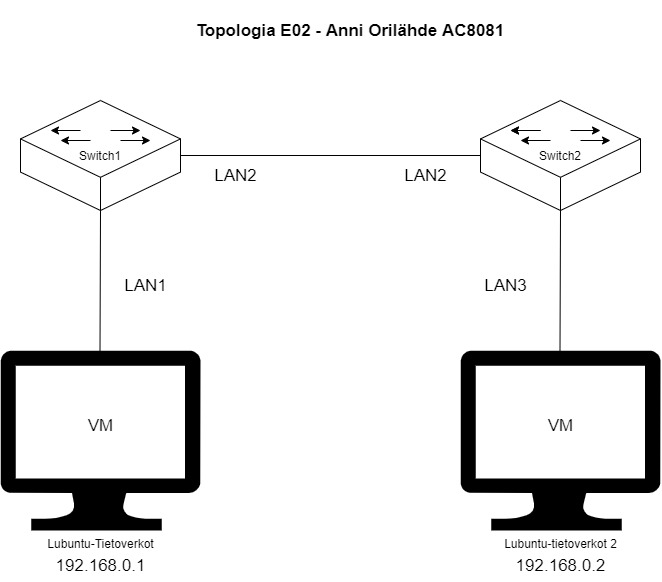 Topologia E02 - Anni Orilähde AC8081
Switch1
Switch2
LAN2
LAN2
LAN1
LAN3
VM
VM
Lubuntu-Tietoverkot
Lubuntu-tietoverkot 2
192.168.0.1
192.168.0.2